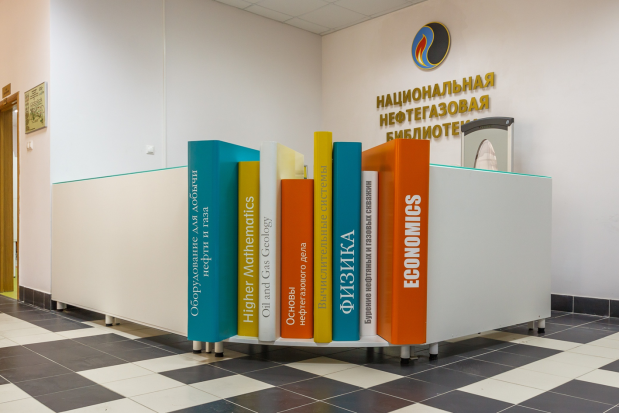 НАЦИОНАЛЬНАЯ
НЕФТЕГАЗОВАЯ
Оборудование для добычи
нефти и газа
Higher Mathematics
Oil and Gas Geology
Основы
нефтегазового дела
Вычислительные системы
ФИЗИКА
Бурение нефтяных и газовых скважин
ECONOMICS